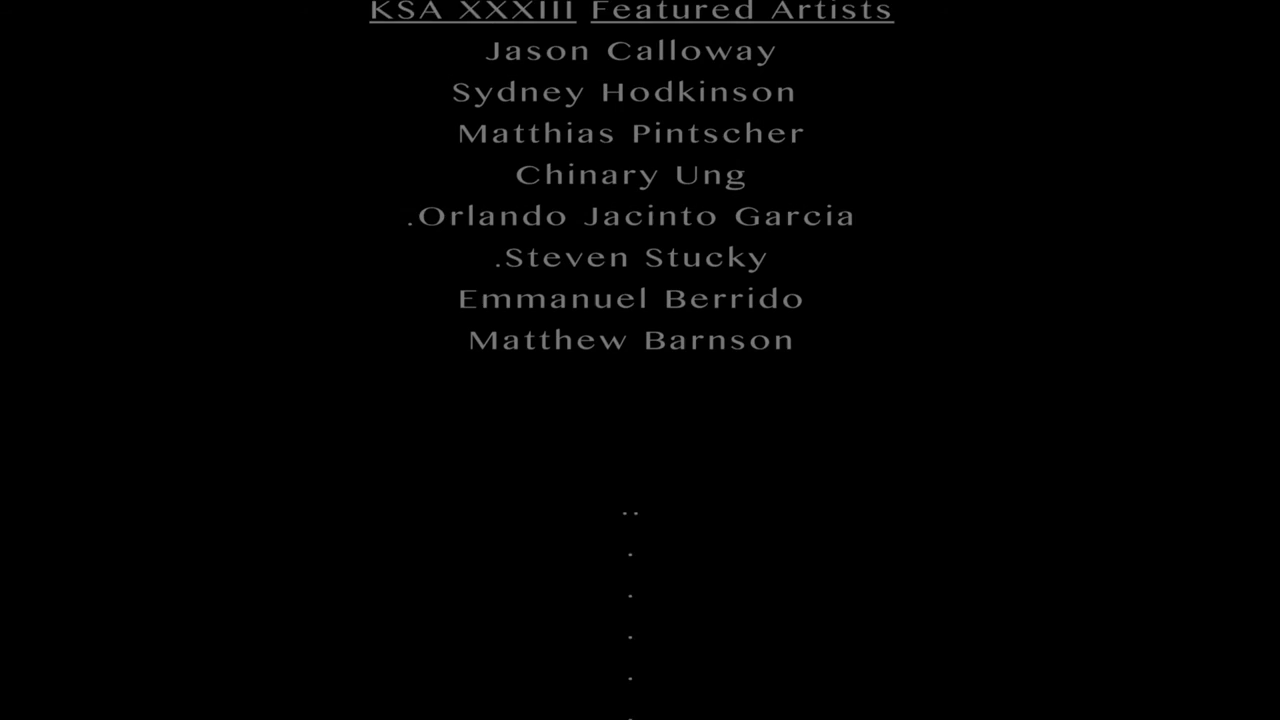 KSA XXXIII Featured Artists
Jason Calloway
Sydney Hodkinson
Matthias Pintscher
Chinary Ung
.Orlando Jacinto Garcia
.Steven Stucky
Emmanuel Berrido
Matthew Barnson
..
.
.
.
.
.